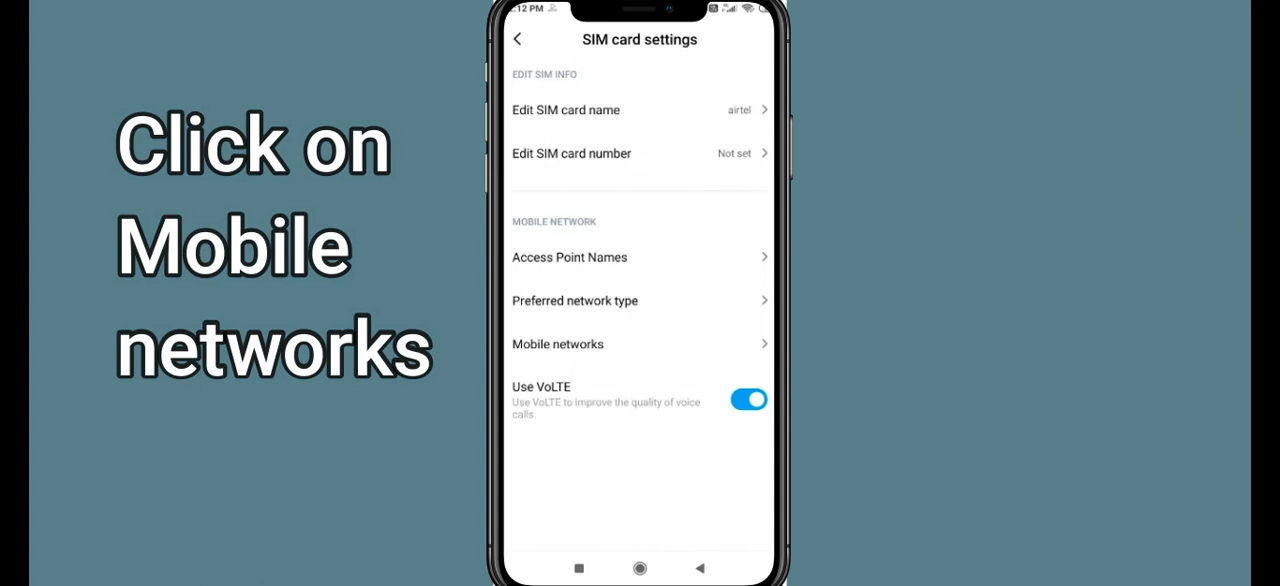 Click on
Mobile
networks
:12 PM
SIM card settings
EDIT SIM INFO
Edit SIM card name airtel
Edit SIM card number Not set
MOBILE NETWORK
Access Point Names
Preferred network type
Mobile networks
Use VoLTE
Use VoLTE to improve the quality of voice
calls